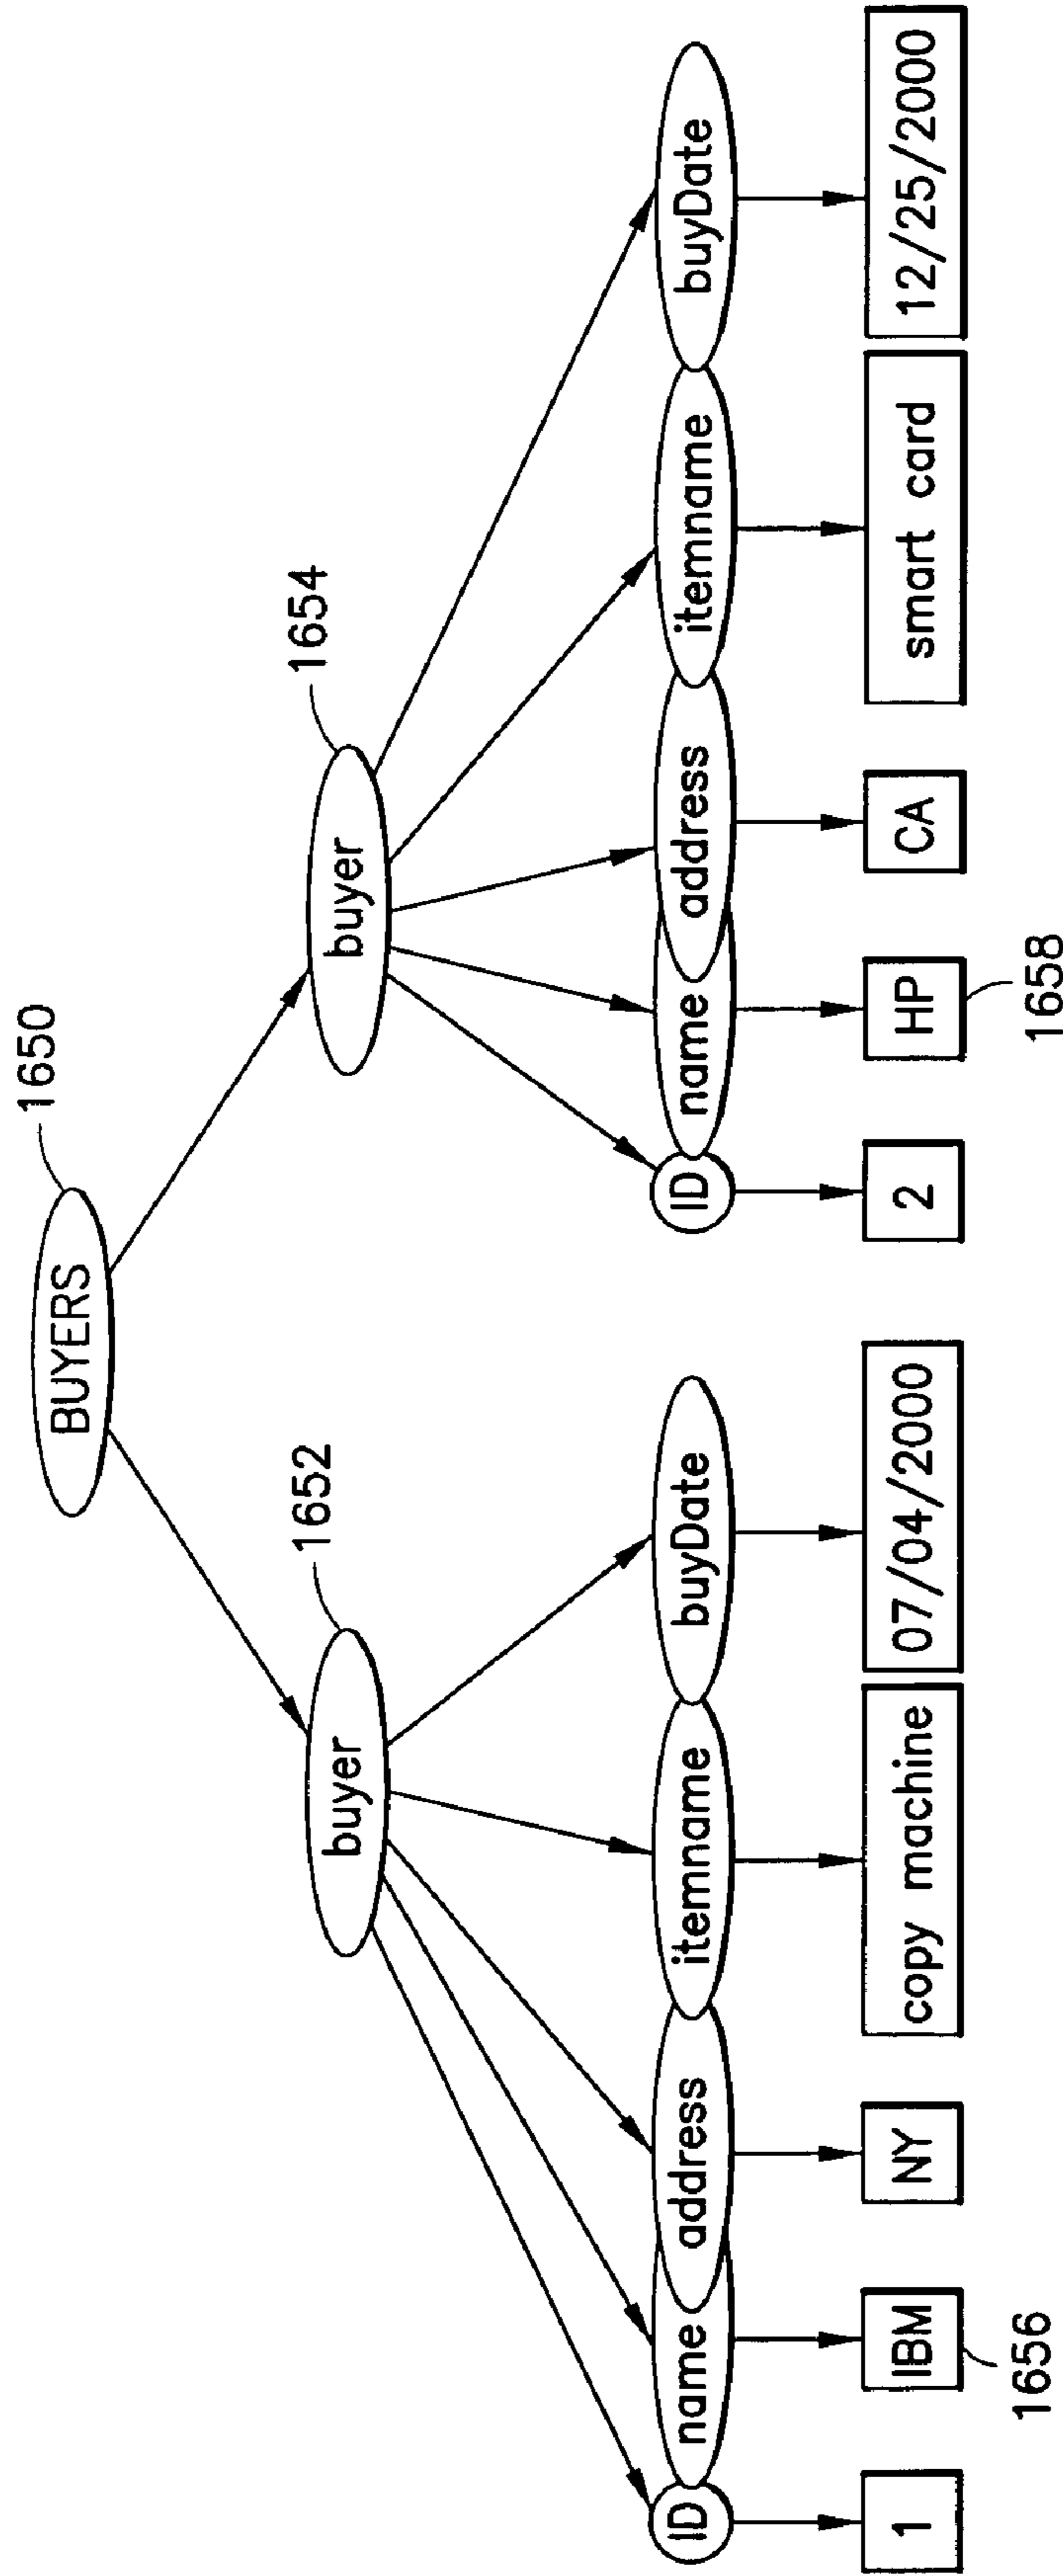 1650
BUYERS
1652
1654
buyer
buyer
ID
name
address
itemname
buyDate
ID
name
address
itemname
buyDate
1
IBM
NY
copy machine
07/04/2000
2
HP
CA
smart card
12/25/2000
1656
1658